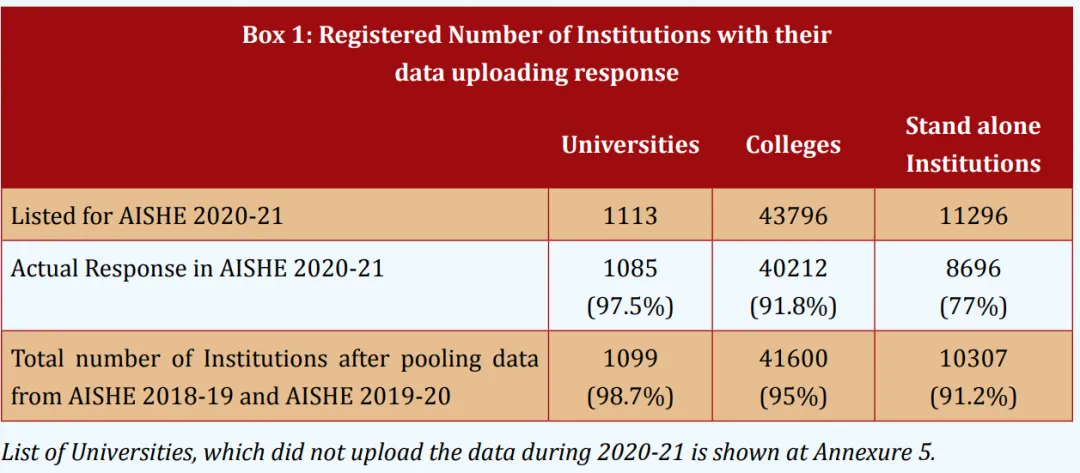 Box 1: Registered Number of Institutions with their
data uploading response
Universities Colleges Stand alone
Institutions
Listed for AISHE 2020-21 1113 43796 11296
Actual Response in AISHE 2020-21 1085 40212 8696
(97.5%) (91.8%) (77%)
Total number of Institutions after pooling data 1099 41600 10307
from AISHE 2018-19 and AISHE 2019-20 (98.7%) (95%) (91.2%)
List of Universities, which did not upload the data during 2020-21 is shown at Annexure 5.